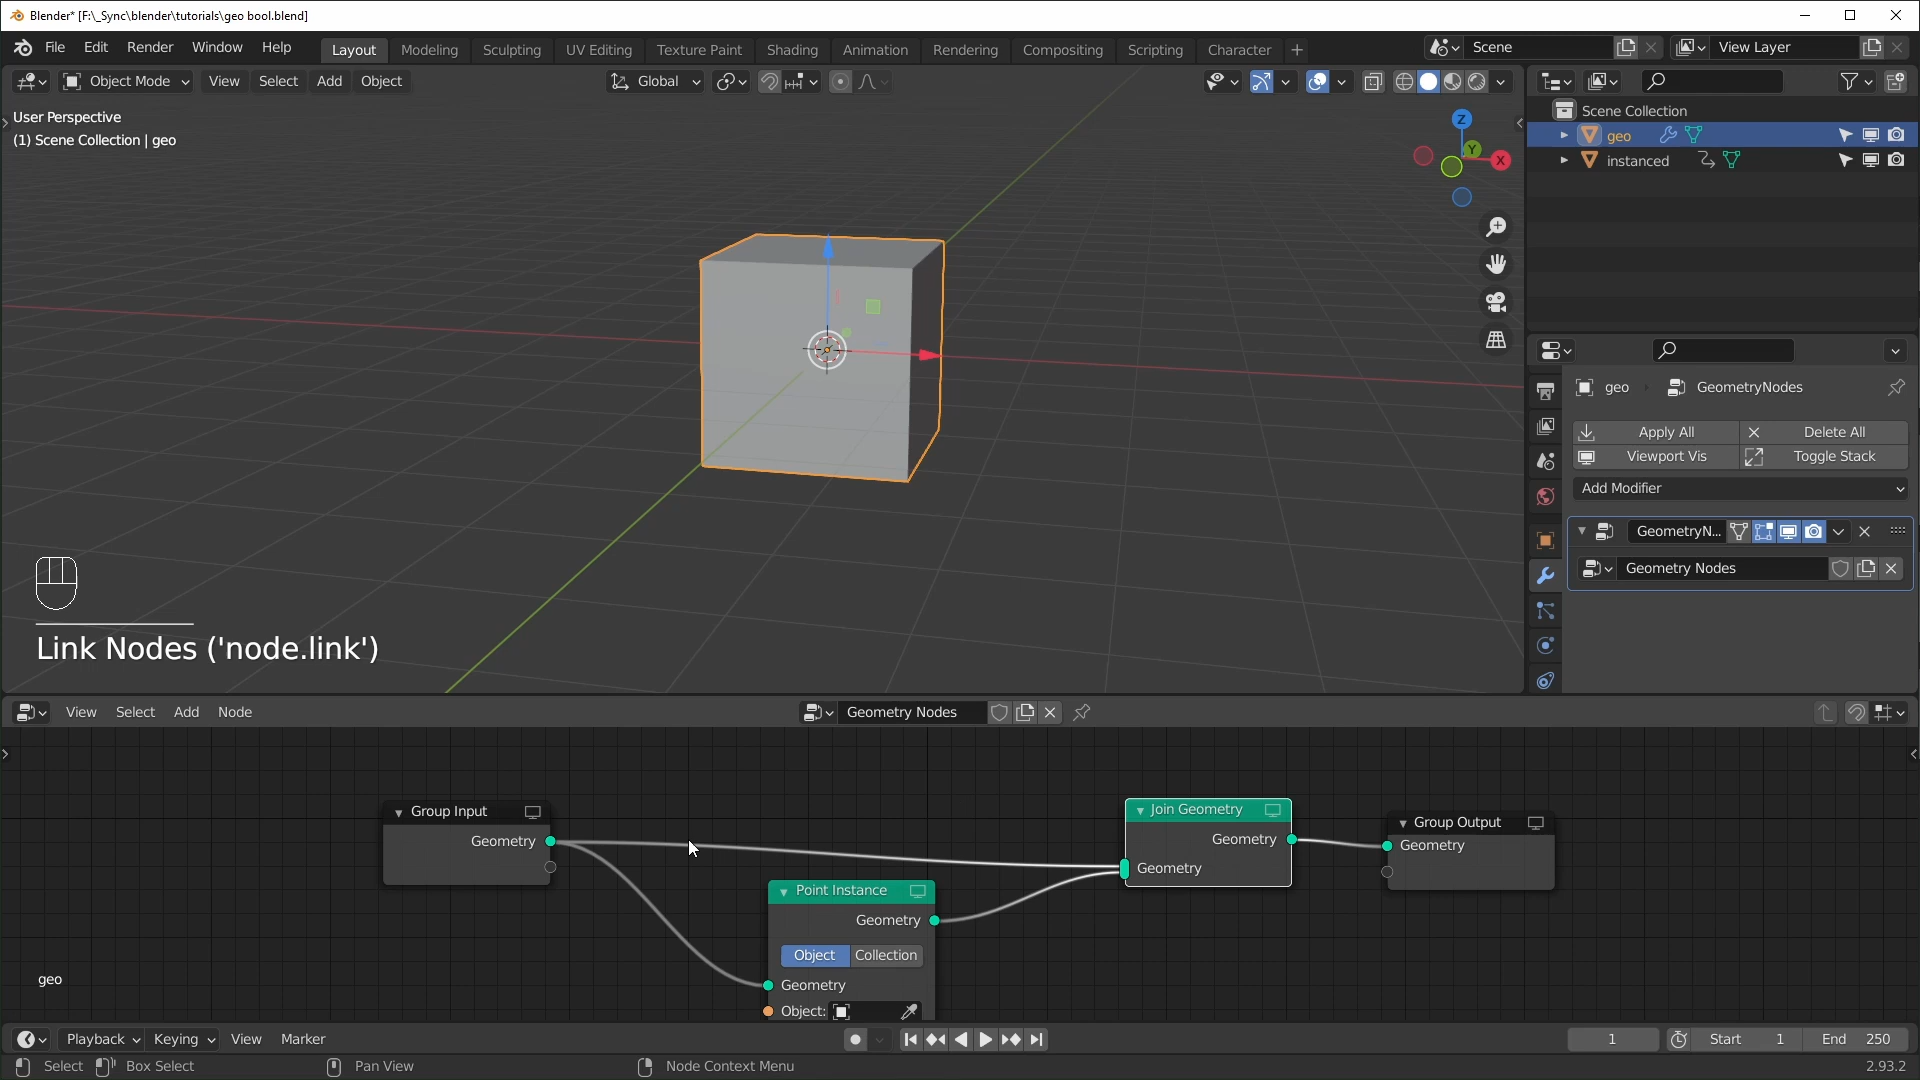 Blender* [F:\_Sync\blender\tutorials\geo bool.blend]
File Edit Render Window Help
Layout Modeling Sculpting UV Editing Texture Paint Shading Animation Rendering Compositing Scripting Character +
Scene
View Layer
Object Mode View Select Add Object
Global
User Perspective
(1) Scene Collection | geo
Z
Y
X
Scene Collection
geo
instanced
geo GeometryNodes
Apply All Delete All
Viewport Vis Toggle Stack
Add Modifier
GeometryN...
Geometry Nodes
Link Nodes ('node.link')
View Select Add Node
Geometry Nodes
Group Input
Geometry
Point Instance
Geometry
Object Collection
Geometry
Object:
Join Geometry
Geometry
Geometry
Group Output
Geometry
geo
Playback Keying View Marker
1 Start 1 End 250
Select Box Select Pan View Node Context Menu 2.93.2